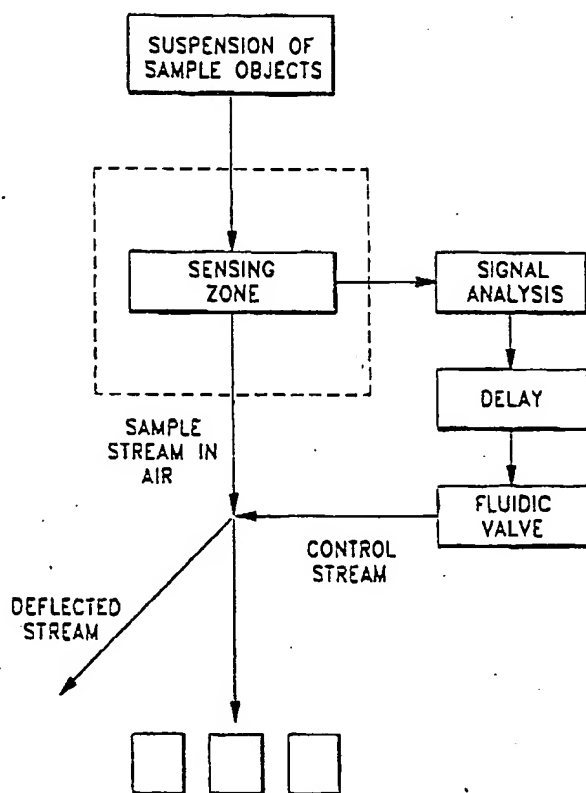 SUSPENSION OF
SAMPLE OBJECTS
SENSING
ZONE
SIGNAL
ANALYSIS
DELAY
SAMPLE
STREAM IN
AIR
FLUIDIC
VALVE
CONTROL
STREAM
DEFLECTED
STREAM